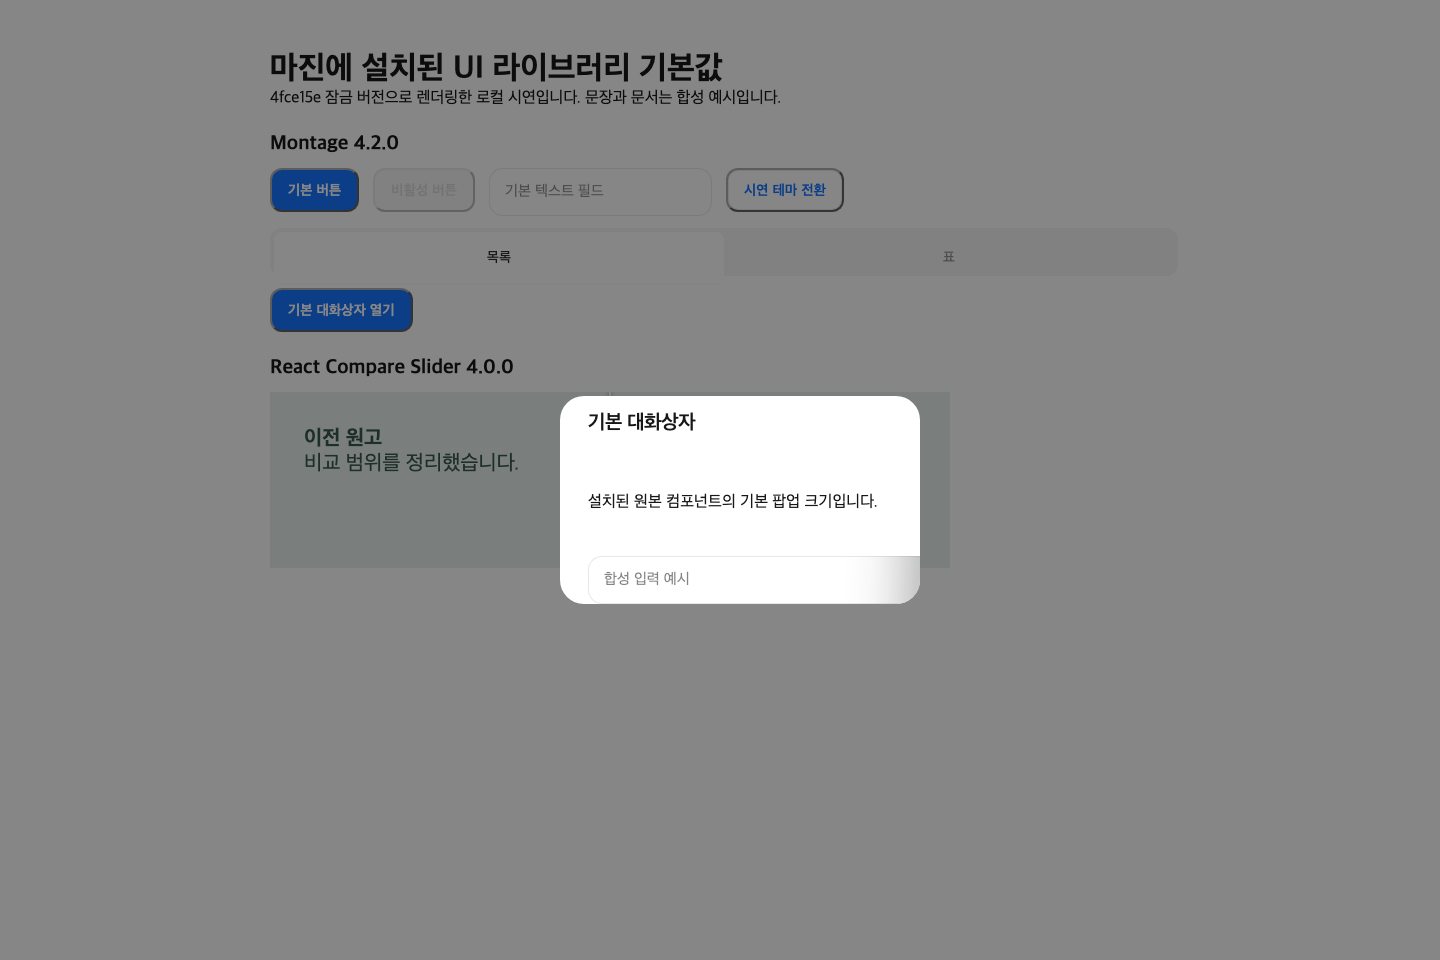 마진에 설치된 UI 라이브러리 기본값
4fce15e 잠금 버전으로 렌더링한 로컬 시연입니다. 문장과 문서는 합성 예시입니다.
Montage 4.2.0
기본 버튼
비활성 버튼
기본 텍스트 필드
시연 테마 전환
목록
표
기본 대화상자 열기
React Compare Slider 4.0.0
이전 원고
비교 범위를 정리했습니다.
기본 대화상자
설치된 원본 컴포넌트의 기본 팝업 크기입니다.
합성 입력 예시